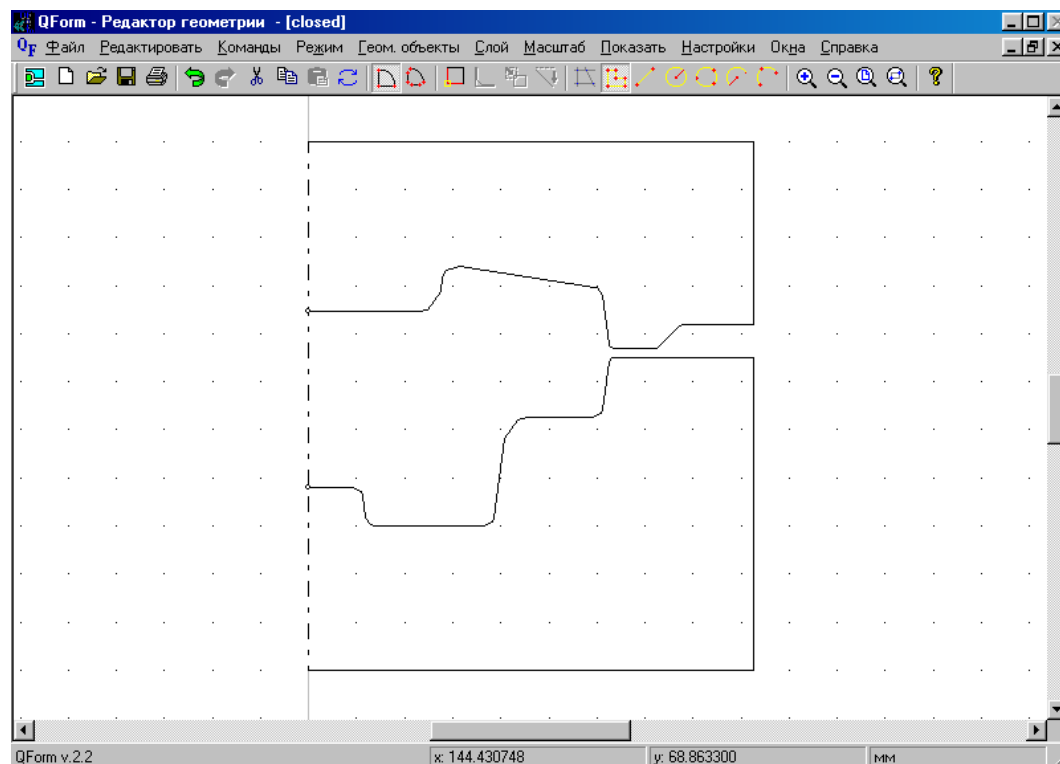 QForm - Редактор геометрии - [closed]
QF Файл Редактировать Команды Режим Геом. объекты Слой Масштаб Показать Настройки Окна Справка
QForm v.2.2 x: 144.430748 y: 68.863300 мм